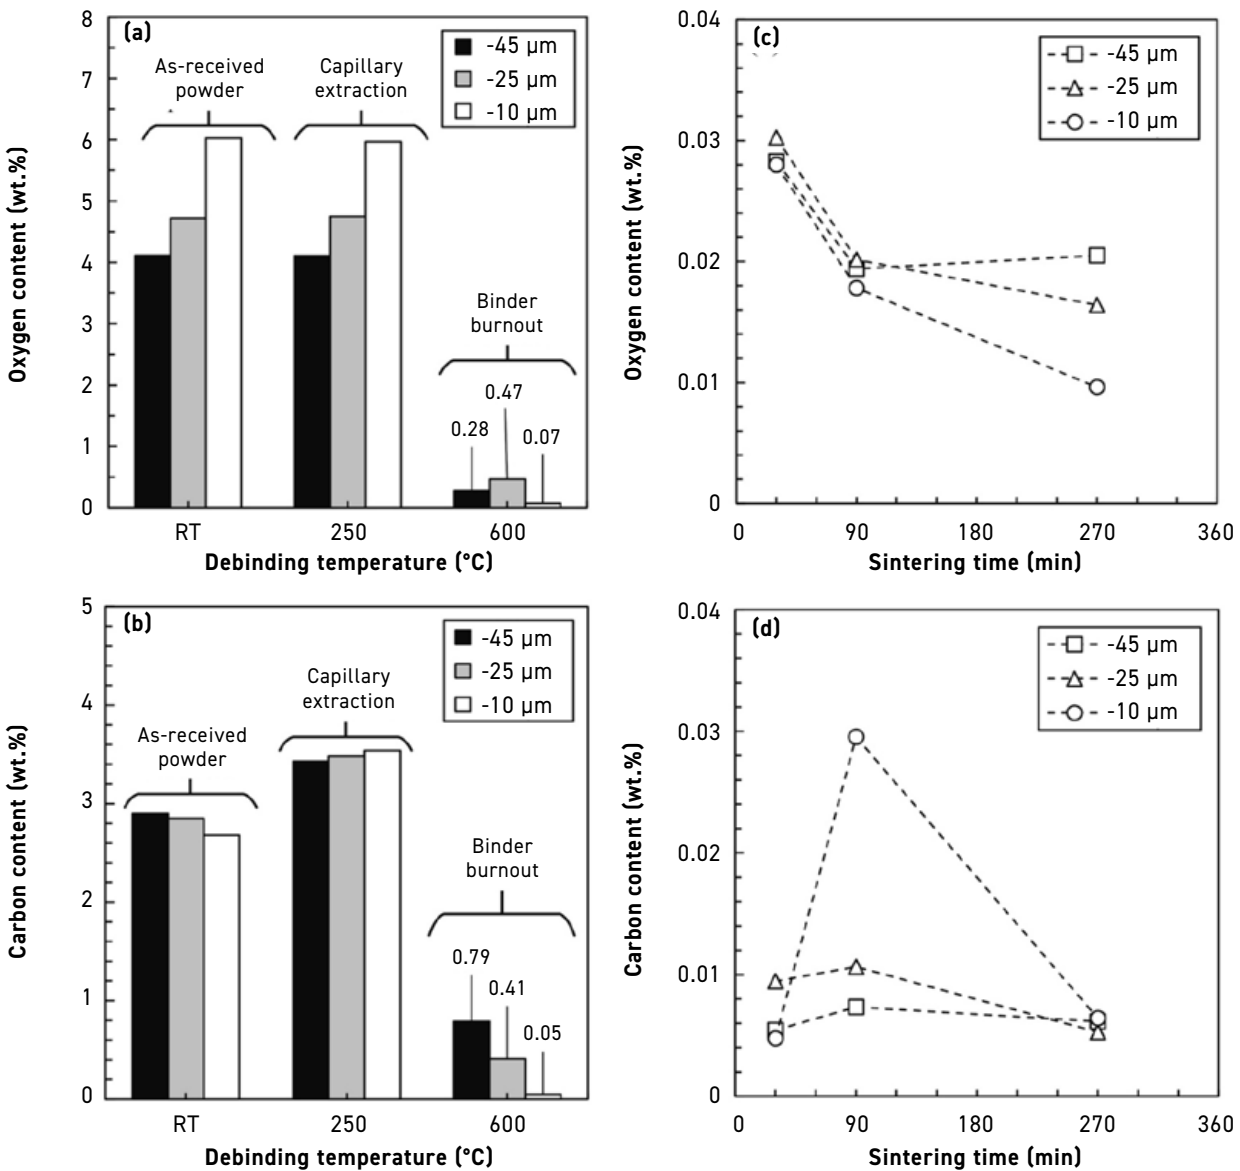 (a)
-45 µm
-25 µm
-10 µm
As-received
powder
Capillary
extraction
Binder
burnout
0.28
0.47
0.07
8
7
6
5
4
3
2
1
0
Oxygen content (wt.%)
RT
250
600
Debinding temperature (°C)
(c)
-45 µm
-25 µm
-10 µm
0.04
0.03
0.02
0.01
0
Oxygen content (wt.%)
0
90
180
270
360
Sintering time (min)
(b)
-45 µm
-25 µm
-10 µm
As-received
powder
Capillary
extraction
Binder
burnout
0.79
0.41
0.05
5
4
3
2
1
0
Carbon content (wt.%)
RT
250
600
Debinding temperature (°C)
(d)
-45 µm
-25 µm
-10 µm
0.04
0.03
0.02
0.01
0
Carbon content (wt.%)
0
90
180
270
360
Sintering time (min)